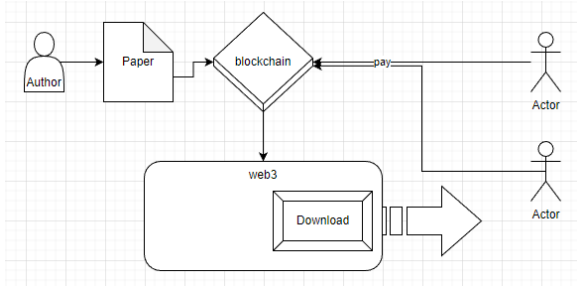 Author
Paper
blockchain
pay
Actor
Actor
web3
Download